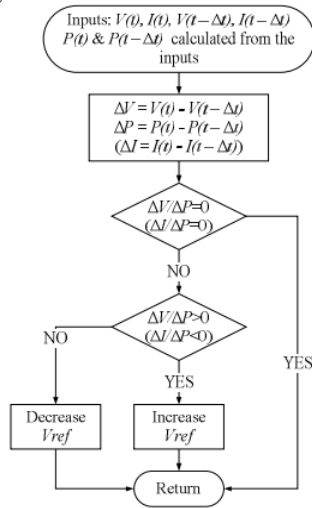 Inputs: V(t), I(t), V(t−Δt), I(t−Δt)
P(t) & P(t−Δt) calculated from the
inputs
ΔV = V(t) - V(t−Δt)
ΔP = P(t) - P(t−Δt)
(ΔI = I(t) - I(t−Δt))
ΔV/ΔP=0
(ΔI/ΔP=0)
NO
ΔV/ΔP>0
(ΔI/ΔP<0)
NO
YES
YES
Decrease
Vref
Increase
Vref
Return